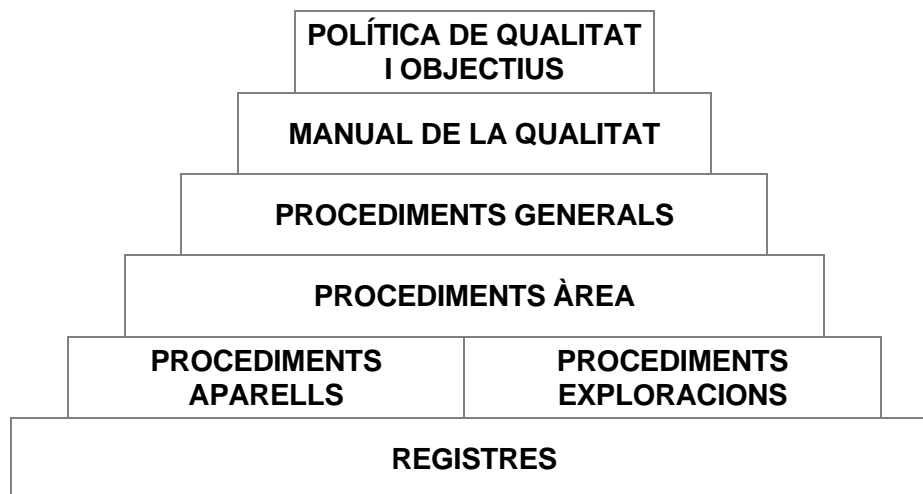 POLÍTICA DE QUALITAT
I OBJECTIUS
MANUAL DE LA QUALITAT
PROCEDIMENTS GENERALS
PROCEDIMENTS ÀREA
PROCEDIMENTS
APARELLS
PROCEDIMENTS
EXPLORACIONS
REGISTRES